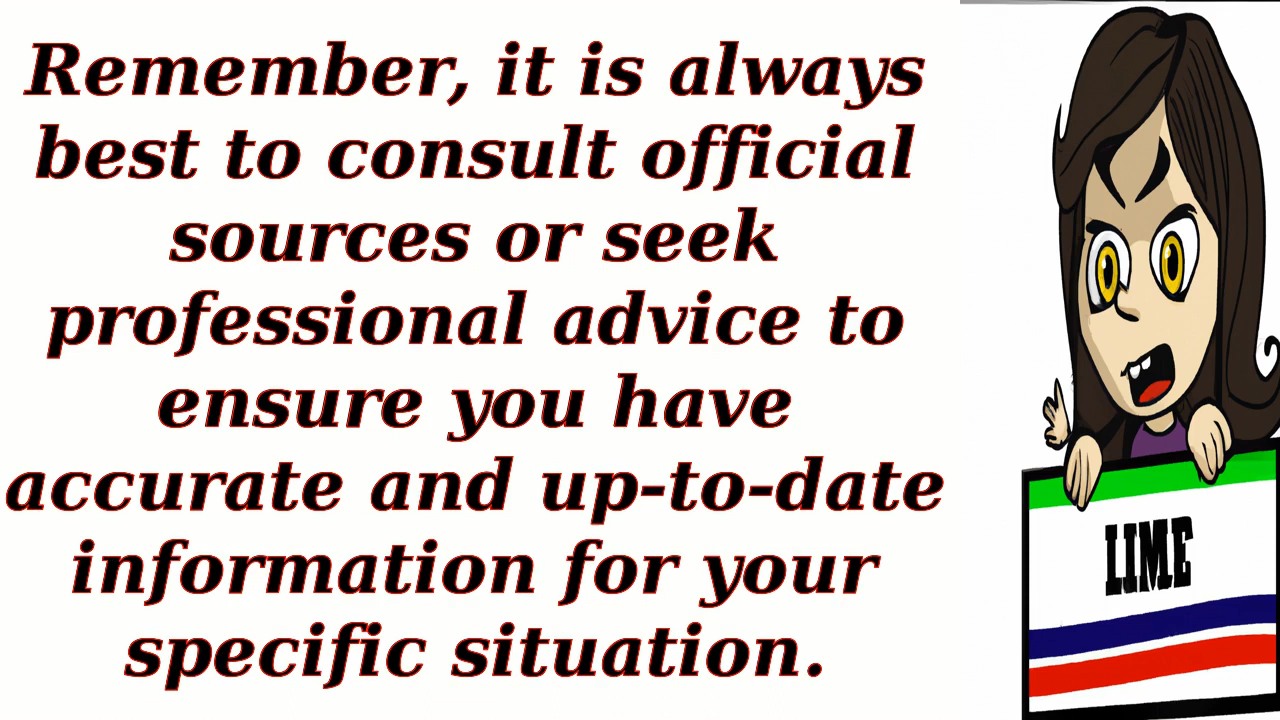 Remember, it is always
best to consult official
sources or seek
professional advice to
ensure you have
accurate and up-to-date
information for your
specific situation.
LIME